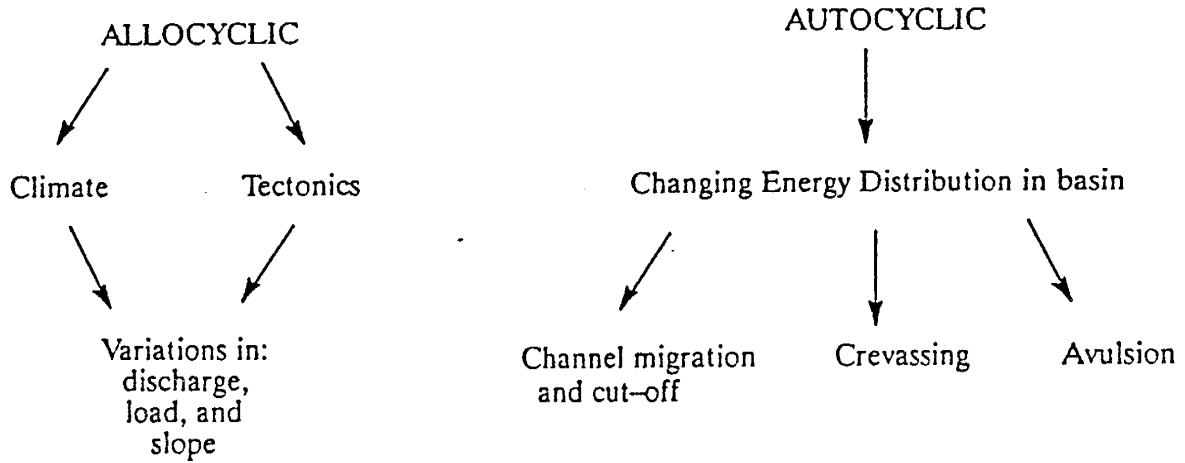 ALLOCYCLIC
Climate
Tectonics
Variations in:
discharge,
load, and
slope
AUTOCYCLIC
Changing Energy Distribution in basin
Channel migration
and cut-off
Crevassing
Avulsion